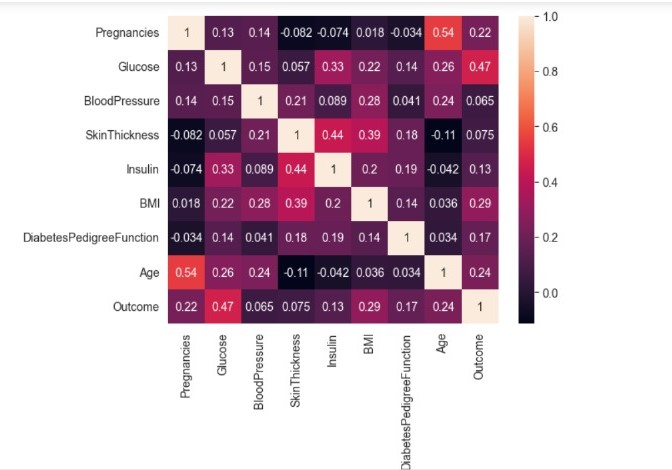 Pregnancies 1 0.13 0.14 -0.082 -0.074 0.018 -0.034 0.54 0.22
Glucose 0.13 1 0.15 0.057 0.33 0.22 0.14 0.26 0.47
BloodPressure 0.14 0.15 1 0.21 0.089 0.28 0.041 0.24 0.065
SkinThickness -0.082 0.057 0.21 1 0.44 0.39 0.18 -0.11 0.075
Insulin -0.074 0.33 0.089 0.44 1 0.2 0.19 -0.042 0.13
BMI 0.018 0.22 0.28 0.39 0.2 1 0.14 0.036 0.29
DiabetesPedigreeFunction -0.034 0.14 0.041 0.18 0.19 0.14 1 0.034 0.17
Age 0.54 0.26 0.24 -0.11 -0.042 0.036 0.034 1 0.24
Outcome 0.22 0.47 0.065 0.075 0.13 0.29 0.17 0.24 1
Pregnancies
Glucose
BloodPressure
SkinThickness
Insulin
BMI
DiabetesPedigreeFunction
Age
Outcome
1.0
0.8
0.6
0.4
0.2
0.0